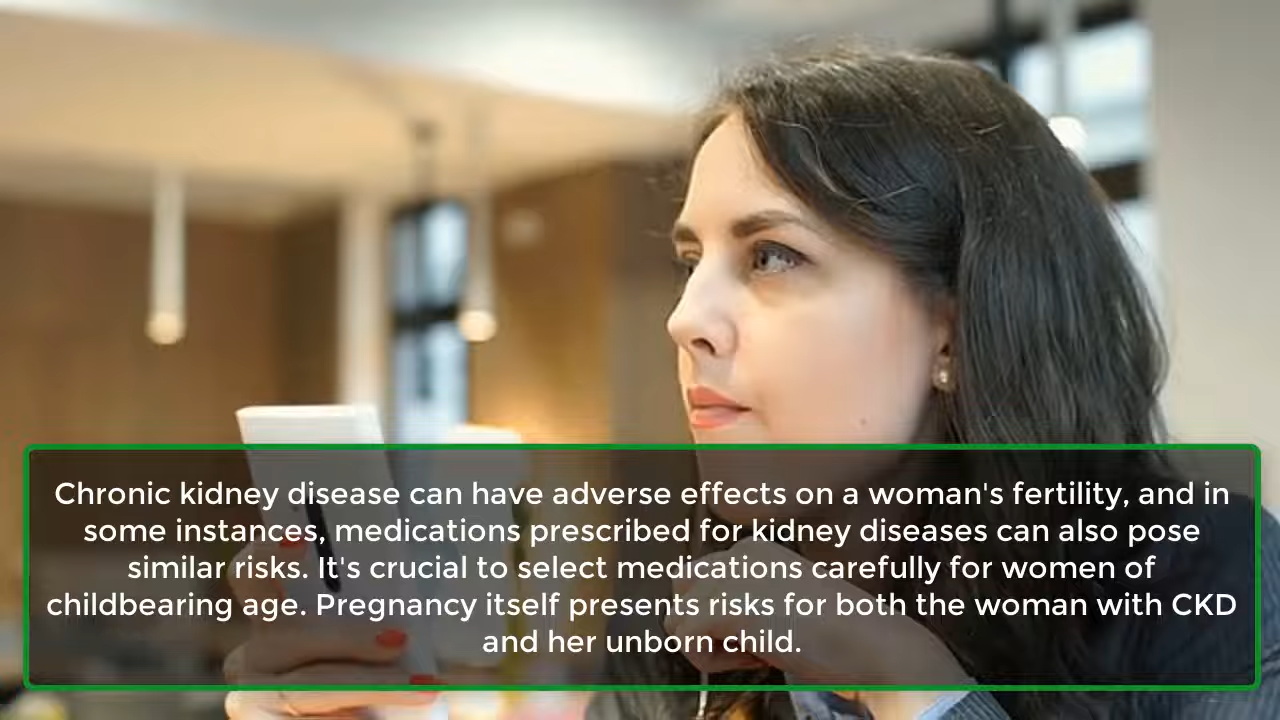 Chronic kidney disease can have adverse effects on a woman's fertility, and in
some instances, medications prescribed for kidney diseases can also pose
similar risks. It's crucial to select medications carefully for women of
childbearing age. Pregnancy itself presents risks for both the woman with CKD
and her unborn child.